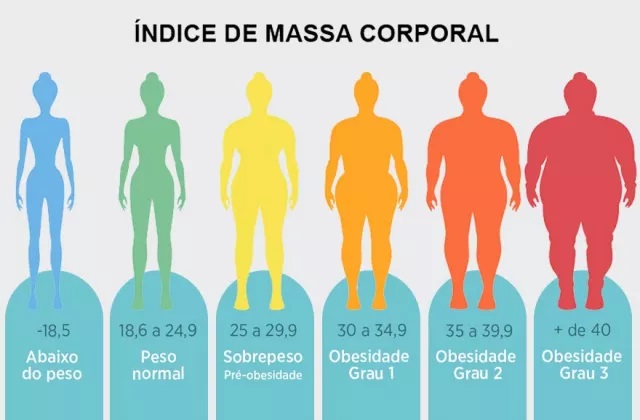 ÍNDICE DE MASSA CORPORAL
-18,5
Abaixo
do peso
18,6 a 24,9
Peso
normal
25 a 29,9
Sobrepeso
Pré-obesidade
30 a 34,9
Obesidade
Grau 1
35 a 39,9
Obesidade
Grau 2
+ de 40
Obesidade
Grau 3